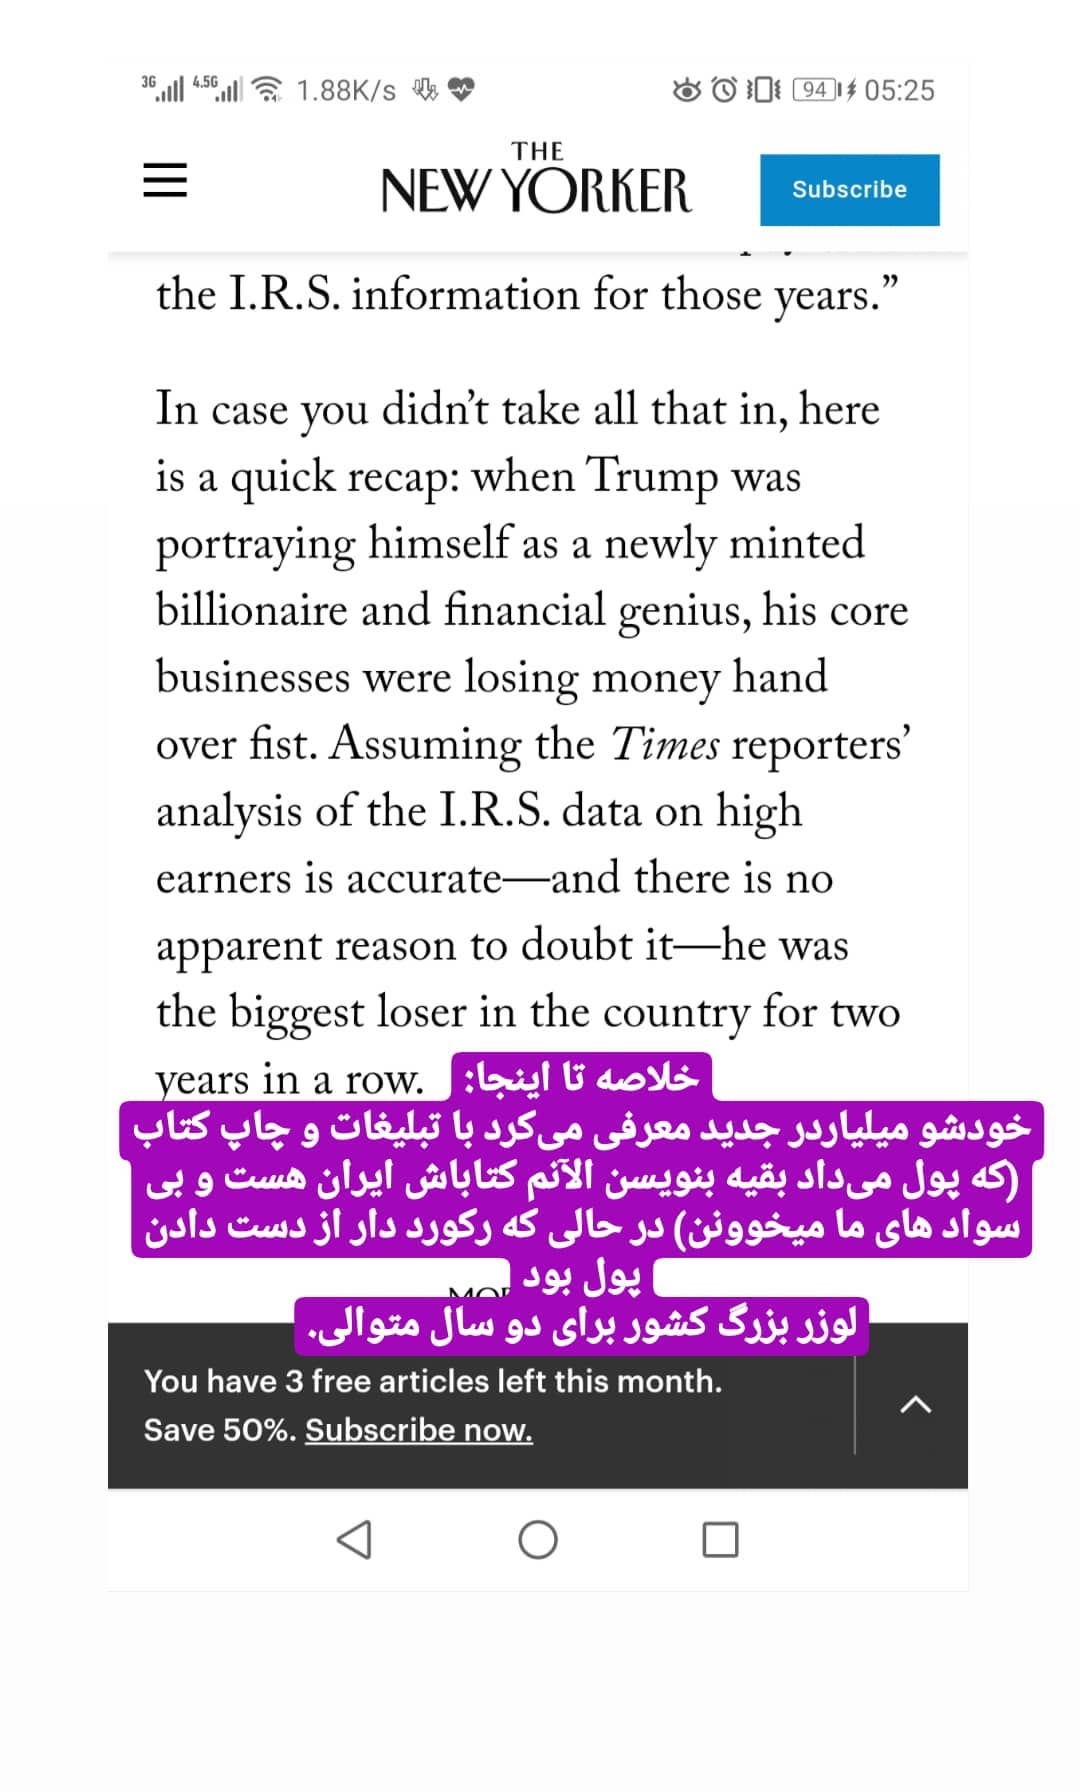 3G 4.5G 1.88K/s 94 05:25
THE
NEW YORKER
Subscribe
the I.R.S. information for those years.”
In case you didn’t take all that in, here
is a quick recap: when Trump was
portraying himself as a newly minted
billionaire and financial genius, his core
businesses were losing money hand
over fist. Assuming the Times reporters’
analysis of the I.R.S. data on high
earners is accurate—and there is no
apparent reason to doubt it—he was
the biggest loser in the country for two
years in a row.
خلاصه تا اینجا:
خودشو میلیاردر جدید معرفی می‌کرد با تبلیغات و چاپ کتاب
(که پول می‌داد بقیه بنویسن الآنم کتاباش ایران هست و بی
سواد های ما میخوونن) در حالی که رکورد دار از دست دادن
پول بود
لوزر بزرگ کشور برای دو سال متوالی.
You have 3 free articles left this month.
Save 50%. Subscribe now.